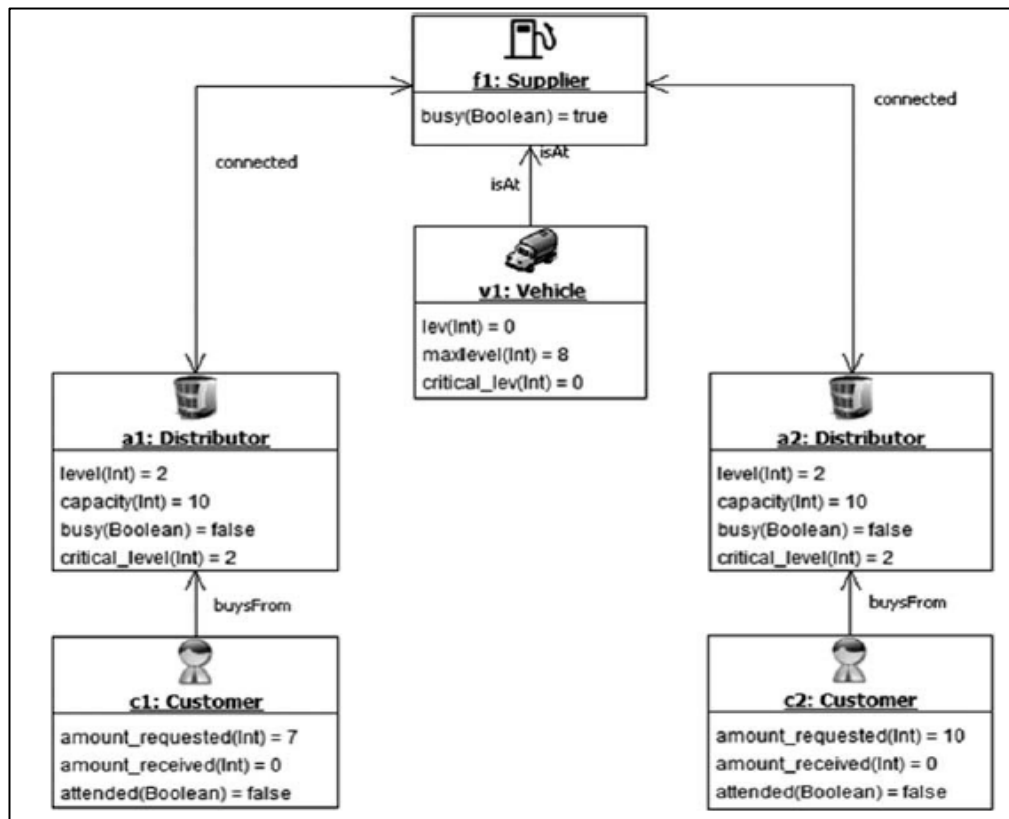 f1: Supplier
busy(Boolean) = true
connected
connected
isAt
isAt
v1: Vehicle
lev(Int) = 0
maxlevel(Int) = 8
critical_lev(Int) = 0
a1: Distributor
level(Int) = 2
capacity(Int) = 10
busy(Boolean) = false
critical_level(Int) = 2
a2: Distributor
level(Int) = 2
capacity(Int) = 10
busy(Boolean) = false
critical_level(Int) = 2
buysFrom
buysFrom
c1: Customer
amount_requested(Int) = 7
amount_received(Int) = 0
attended(Boolean) = false
c2: Customer
amount_requested(Int) = 10
amount_received(Int) = 0
attended(Boolean) = false